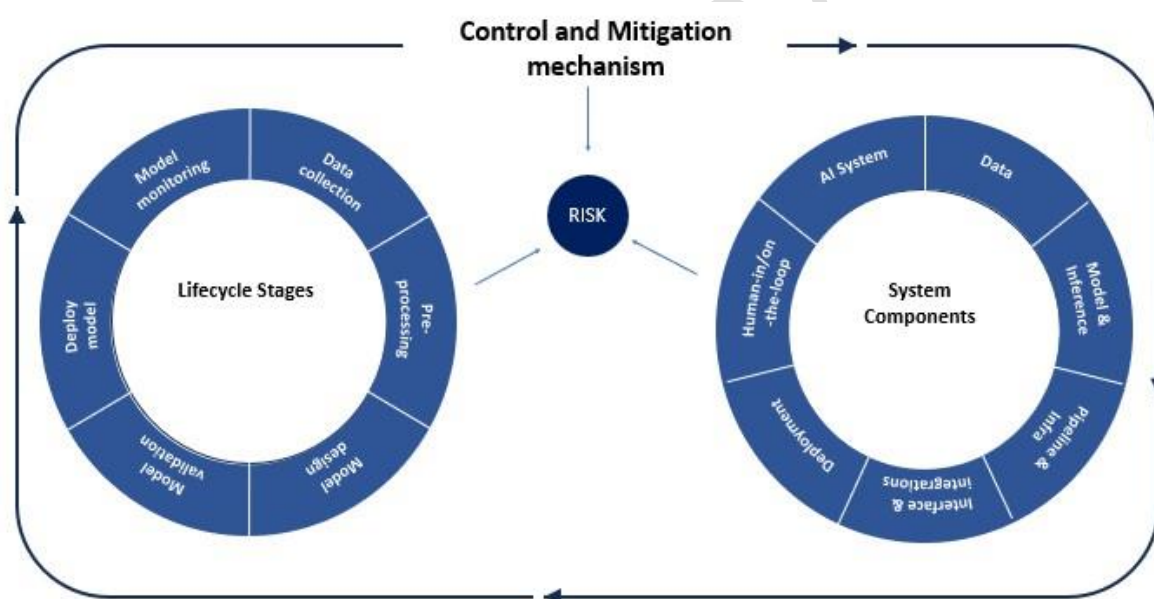 Control and Mitigation
mechanism
RISK
Lifecycle Stages
Data
collection
Pre-
processing
Model
design
Model
validation
Deploy
model
Model
monitoring
System
Components
Data
Model &
Inference
Pipeline &
Infra
Interface &
integrations
Deployment
Human-in/on
-the-loop
AI System